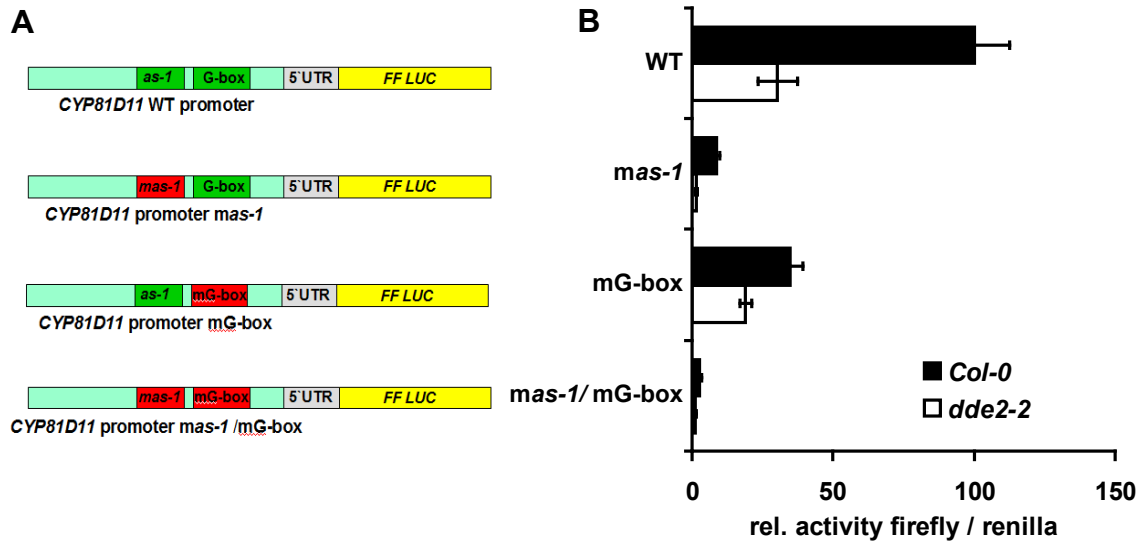 A
as-1 G-box 5`UTR FF LUC
CYP81D11 WT promoter
mas-1 G-box 5`UTR FF LUC
CYP81D11 promoter mas-1
as-1 mG-box 5`UTR FF LUC
CYP81D11 promoter mG-box
mas-1 mG-box 5`UTR FF LUC
CYP81D11 promoter mas-1 /mG-box
B
WT
mas-1
mG-box
mas-1/ mG-box
Col-0
dde2-2
0 50 100 150
rel. activity firefly / renilla